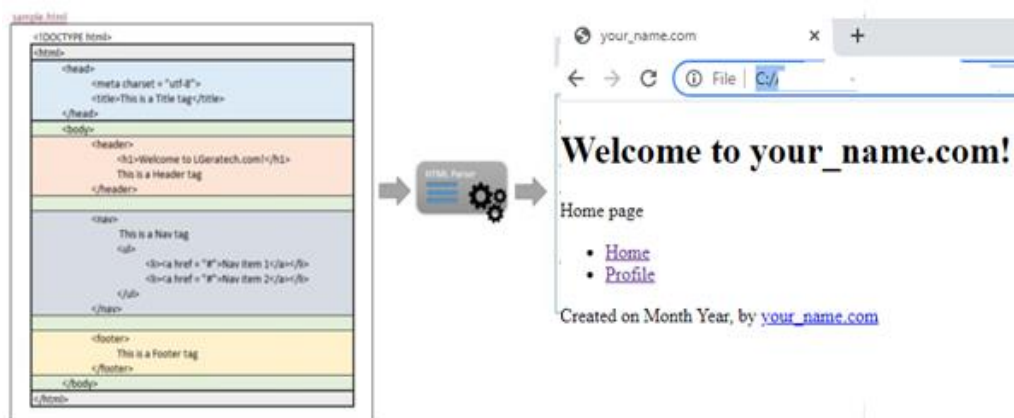 sample.html
<!DOCTYPE html>
<html>
<head>
<meta charset = "utf-8">
<title>This is a Title tag</title>
</head>
<body>
<header>
<h1>Welcome to LGeratech.com!</h1>
This is a Header tag
</header>
<nav>
This is a Nav tag
<ul>
<li><a href = "#">Nav Item 1</a></li>
<li><a href = "#">Nav Item 2</a></li>
</ul>
</nav>
<footer>
This is a Footer tag
</footer>
</body>
</html>
HTML Parser
your_name.com
File | C:/
Welcome to your_name.com!
Home page
• Home
• Profile
Created on Month Year, by your_name.com